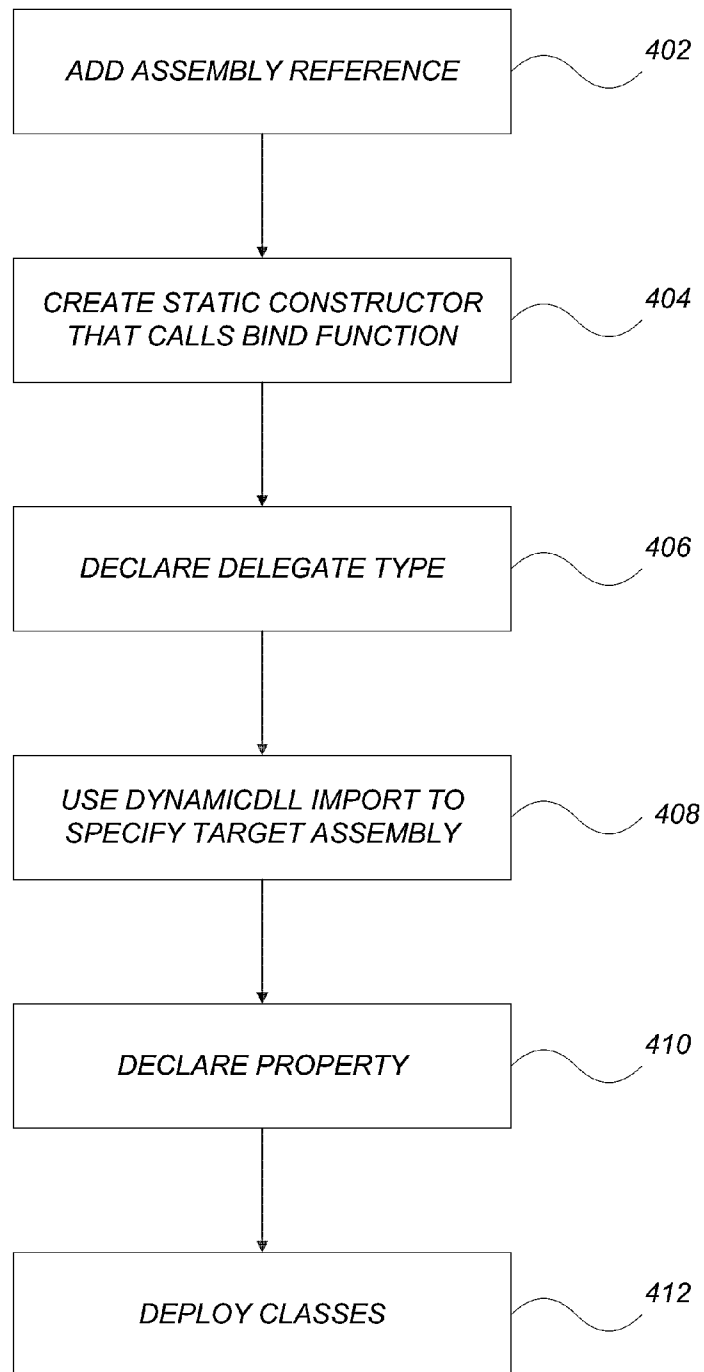 ADD ASSEMBLY REFERENCE
402
CREATE STATIC CONSTRUCTOR
THAT CALLS BIND FUNCTION
404
DECLARE DELEGATE TYPE
406
USE DYNAMICDLL IMPORT TO
SPECIFY TARGET ASSEMBLY
408
DECLARE PROPERTY
410
DEPLOY CLASSES
412